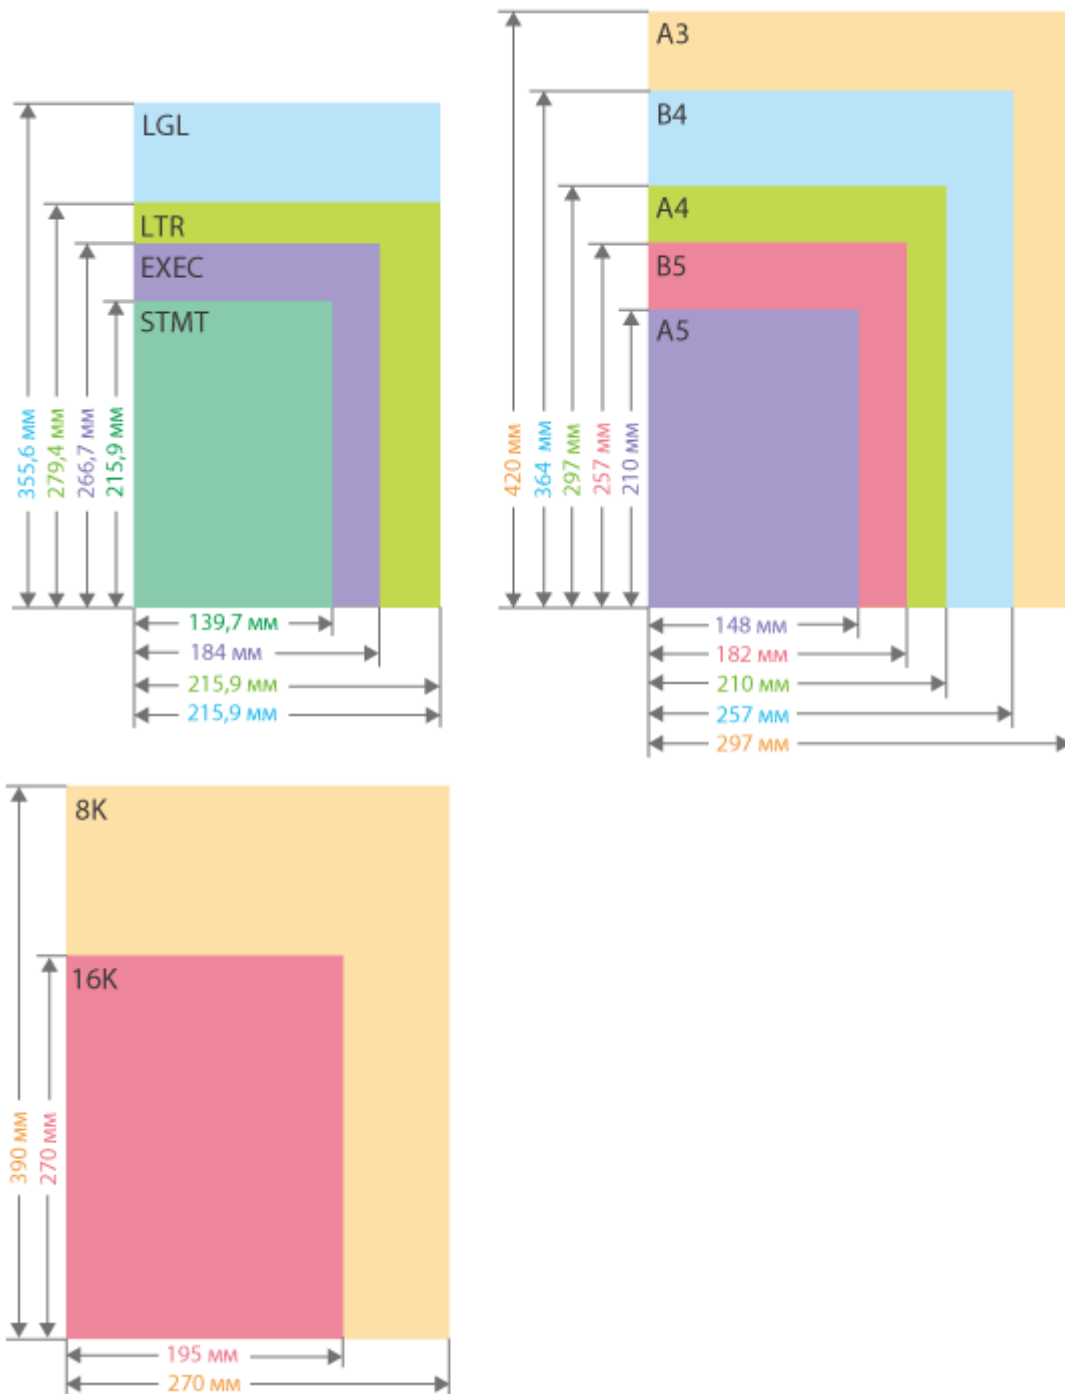 LGL
LTR
EXEC
STMT
355,6 мм
279,4 мм
266,7 мм
215,9 мм
139,7 мм
184 мм
215,9 мм
215,9 мм
A3
B4
A4
B5
A5
420 мм
364 мм
297 мм
257 мм
210 мм
148 мм
182 мм
210 мм
257 мм
297 мм
8K
16K
390 мм
270 мм
195 мм
270 мм